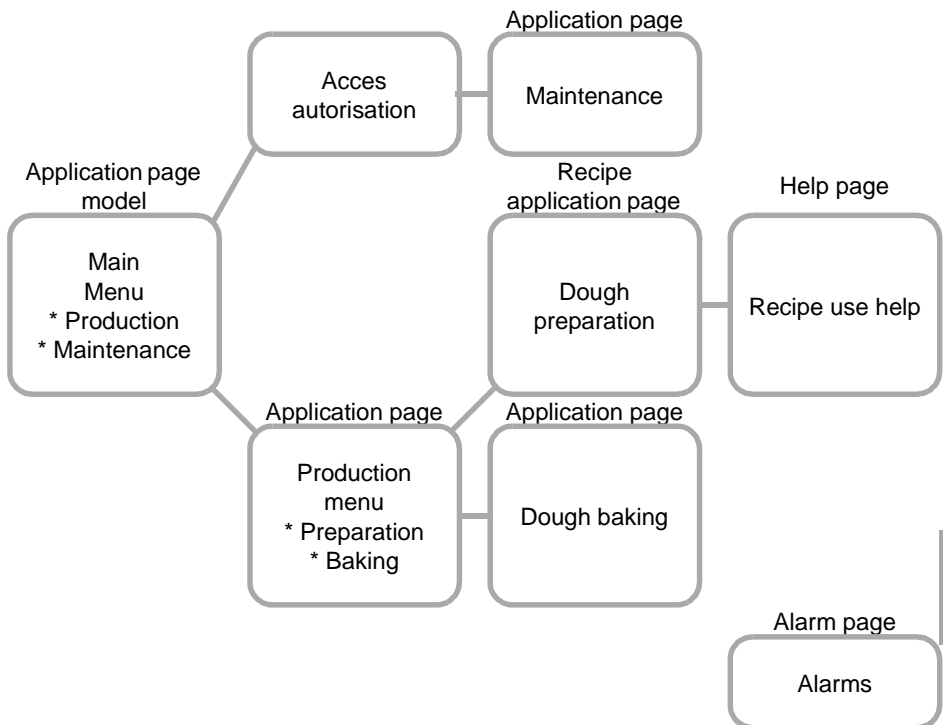 Application page
Acces
autorisation
Maintenance
Application page
model
Main
Menu
* Production
* Maintenance
Recipe
application page
Dough
preparation
Help page
Recipe use help
Application page
Production
menu
* Preparation
* Baking
Application page
Dough baking
Alarm page
Alarms